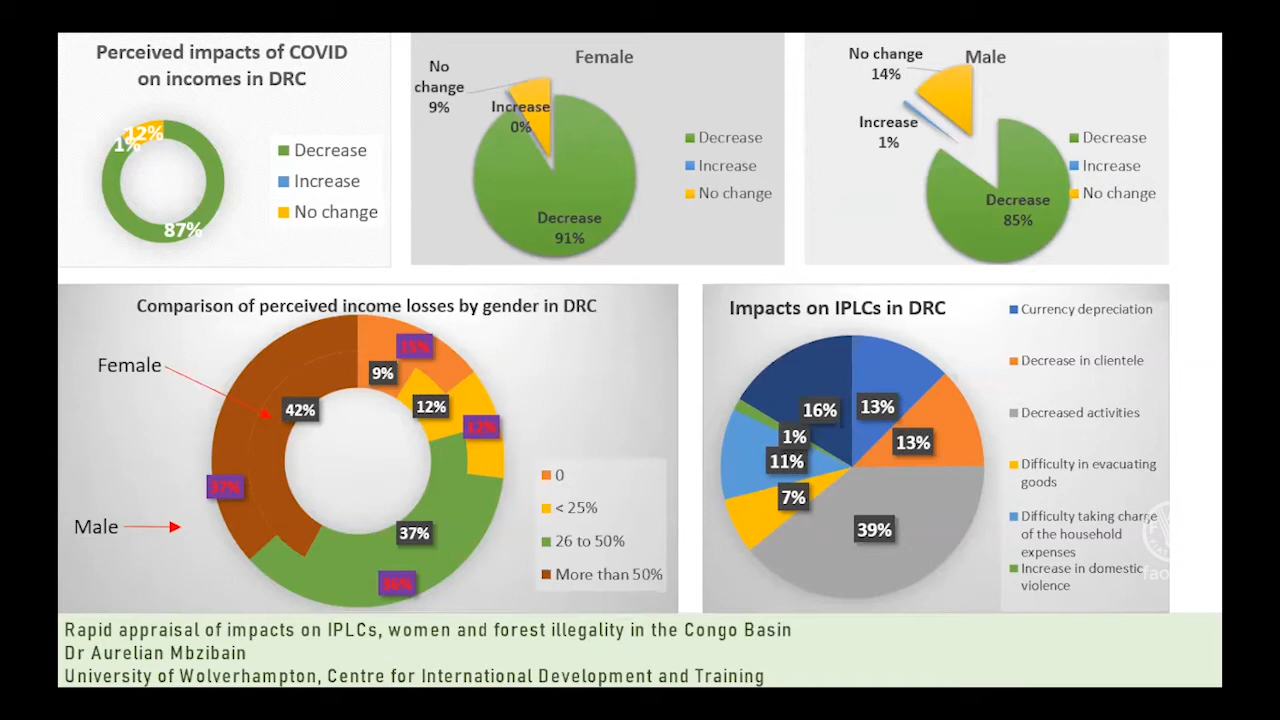 Perceived impacts of COVID
on incomes in DRC
12%
1%
87%
Decrease
Increase
No change
Female
No
change
9%
Increase
0%
Decrease
91%
Decrease
Increase
No change
Male
No change
14%
Increase
1%
Decrease
85%
Decrease
Increase
No change
Comparison of perceived income losses by gender in DRC
Female
Male
15%
9%
12%
12%
42%
37%
37%
36%
0
< 25%
26 to 50%
More than 50%
Impacts on IPLCs in DRC
16%
13%
13%
1%
11%
7%
39%
Currency depreciation
Decrease in clientele
Decreased activities
Difficulty in evacuating
goods
Difficulty taking charge
of the household
expenses
Increase in domestic
violence
fao
Rapid appraisal of impacts on IPLCs, women and forest illegality in the Congo Basin
Dr Aurelian Mbzibain
University of Wolverhampton, Centre for International Development and Training